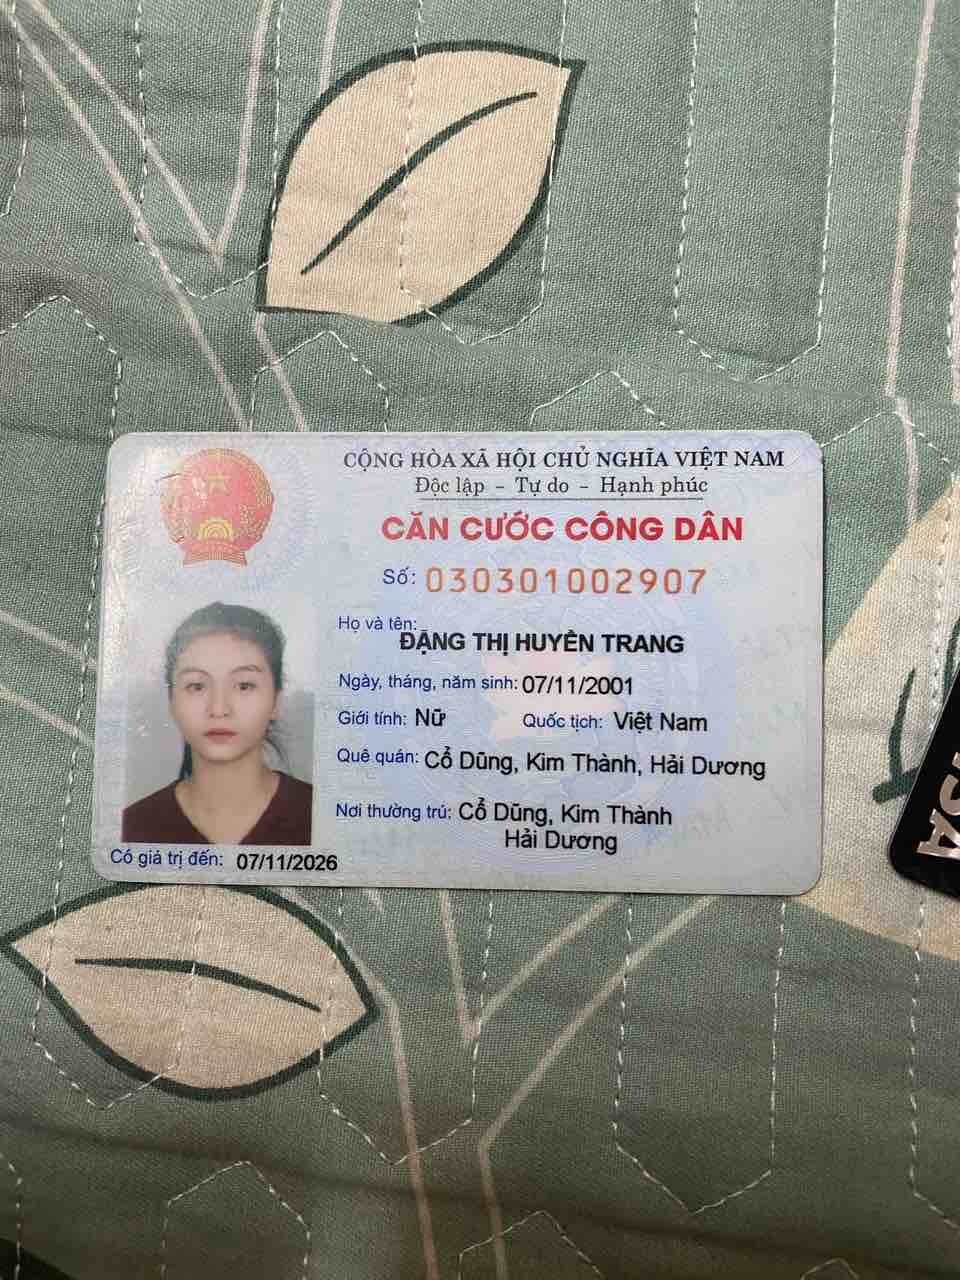 CỘNG HÒA XÃ HỘI CHỦ NGHĨA VIỆT NAM
Độc lập - Tự do - Hạnh phúc
CĂN CƯỚC CÔNG DÂN
Số: 030301002907
Họ và tên:
ĐẶNG THỊ HUYỀN TRANG
Ngày, tháng, năm sinh: 07/11/2001
Giới tính: Nữ Quốc tịch: Việt Nam
Quê quán: Cổ Dũng, Kim Thành, Hải Dương
Nơi thường trú: Cổ Dũng, Kim Thành
Hải Dương
Có giá trị đến: 07/11/2026